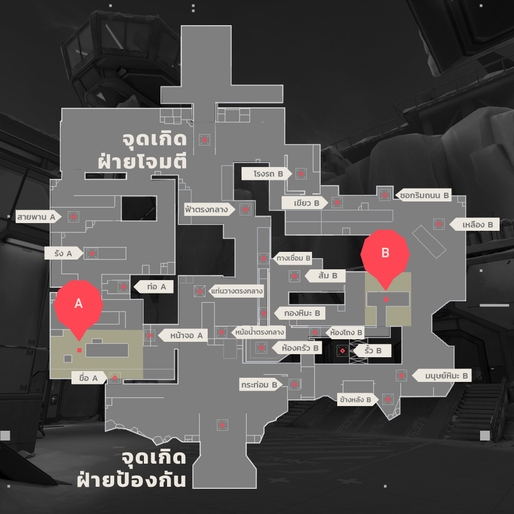 จุดเกิด
ฝ่ายโจมตี
โรงรถ B
เขียว B
ซอกริมถนน B
สายพาน A
ฟ้าตรงกลาง
เหลือง B
รัง A
ทางเชื่อม B
B
ส้ม B
ท่อ A
แท่นวางตรงกลาง
A
กองหิมะ B
หน้าจอ A
หม้อน้ำตรงกลาง
ห้องโถง B
ห้องครัว B
รั้ว B
ขื่อ A
กระท่อม B
มนุษย์หิมะ B
ข้างหลัง B
จุดเกิด
ฝ่ายป้องกัน